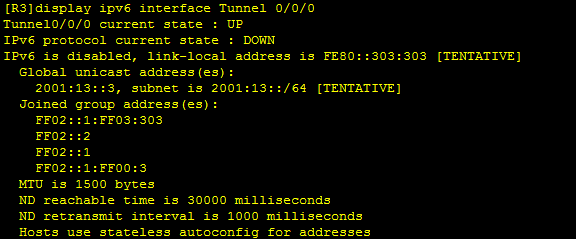 [R3]display ipv6 interface Tunnel 0/0/0
Tunnel0/0/0 current state : UP
IPv6 protocol current state : DOWN
IPv6 is disabled, link-local address is FE80::303:303 [TENTATIVE]
Global unicast address(es):
2001:13::3, subnet is 2001:13::/64 [TENTATIVE]
Joined group address(es):
FF02::1:FF03:303
FF02::2
FF02::1
FF02::1:FF00:3
MTU is 1500 bytes
ND reachable time is 30000 milliseconds
ND retransmit interval is 1000 milliseconds
Hosts use stateless autoconfig for addresses